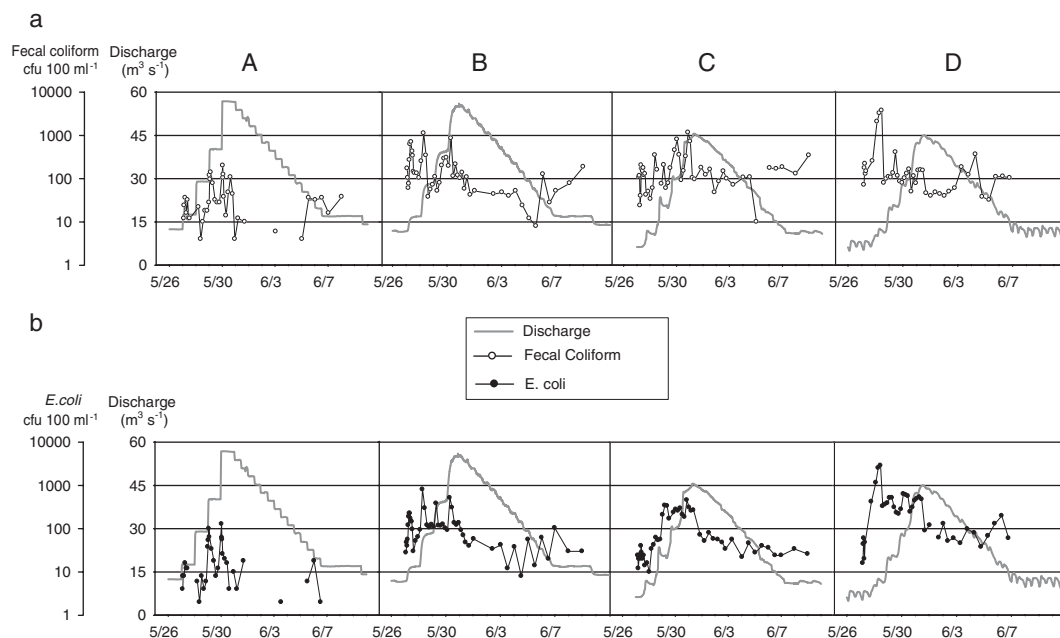 a
Fecal coliform
cfu 100 ml-1
Discharge
(m3 s-1)
A B C D
10000 60
1000 45
100 30
10 15
1 0
5/26 5/30 6/3 6/7 5/26 5/30 6/3 6/7 5/26 5/30 6/3 6/7 5/26 5/30 6/3 6/7
b
Discharge
Fecal Coliform
E. coli
E.coli
cfu 100 ml-1
Discharge
(m3 s-1)
10000 60
1000 45
100 30
10 15
1 0
5/26 5/30 6/3 6/7 5/26 5/30 6/3 6/7 5/26 5/30 6/3 6/7 5/26 5/30 6/3 6/7